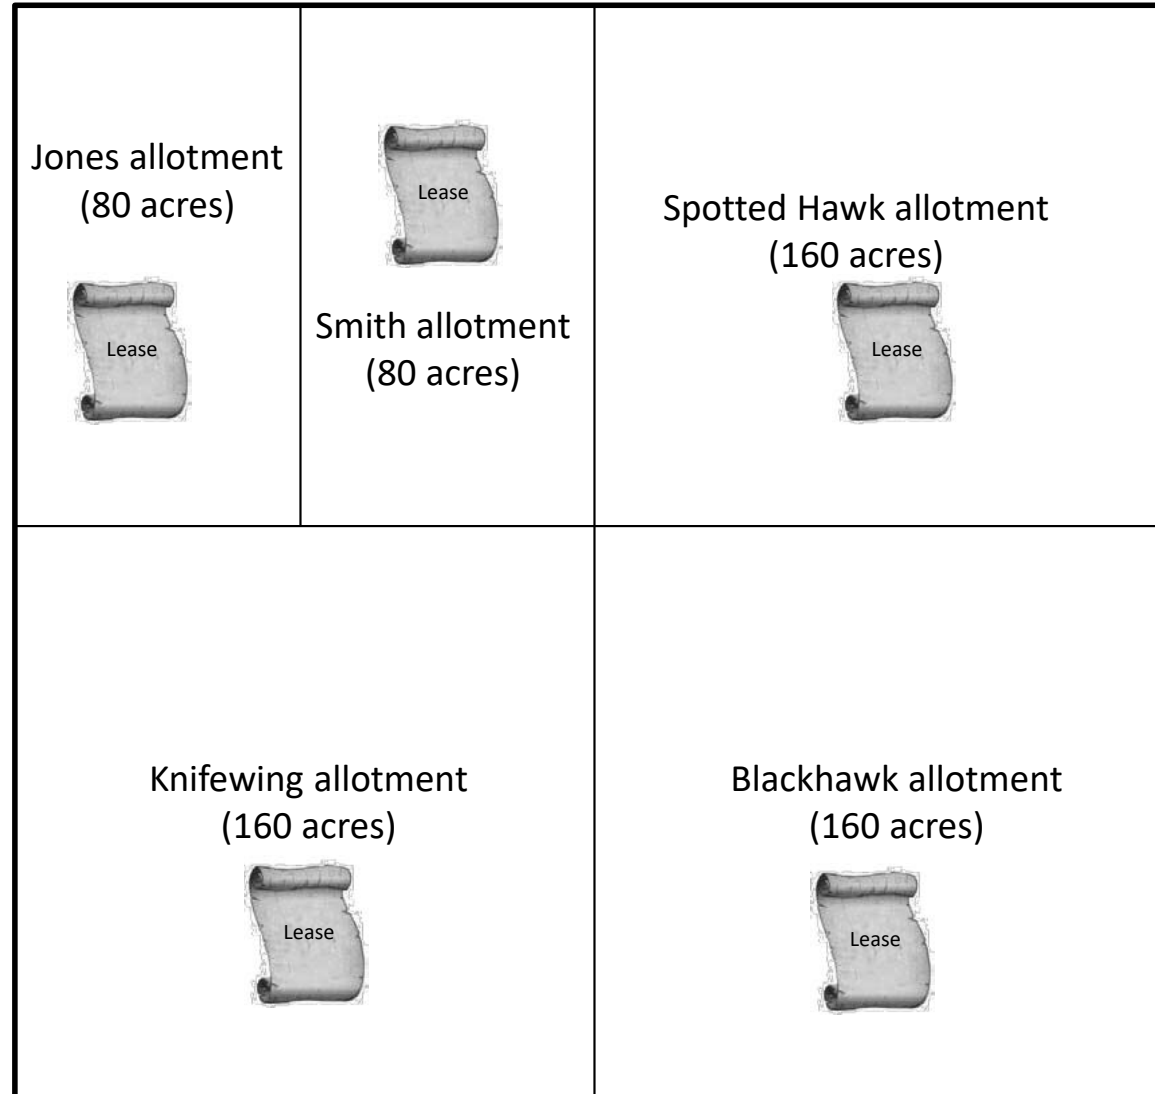 Jones allotment
(80 acres)
Lease
Lease
Smith allotment
(80 acres)
Spotted Hawk allotment
(160 acres)
Lease
Knifewing allotment
(160 acres)
Lease
Blackhawk allotment
(160 acres)
Lease